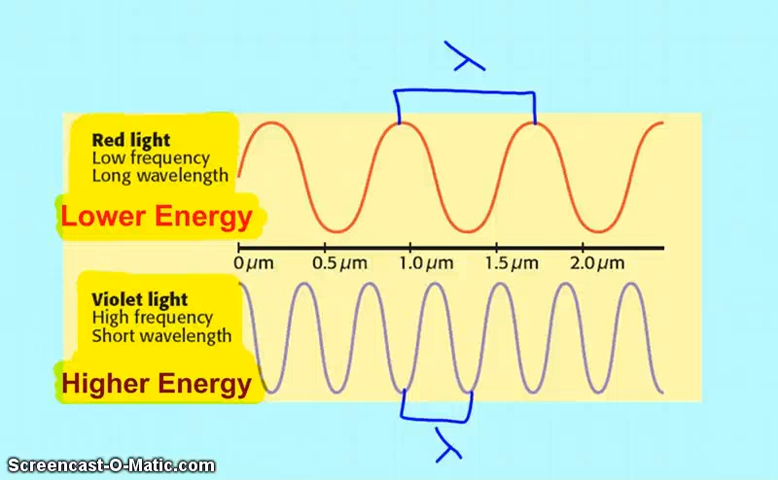 λ
Red light
Low frequency
Long wavelength
Lower Energy
0 μm 0.5 μm 1.0 μm 1.5 μm 2.0 μm
Violet light
High frequency
Short wavelength
Higher Energy
λ
Screencast-O-Matic.com